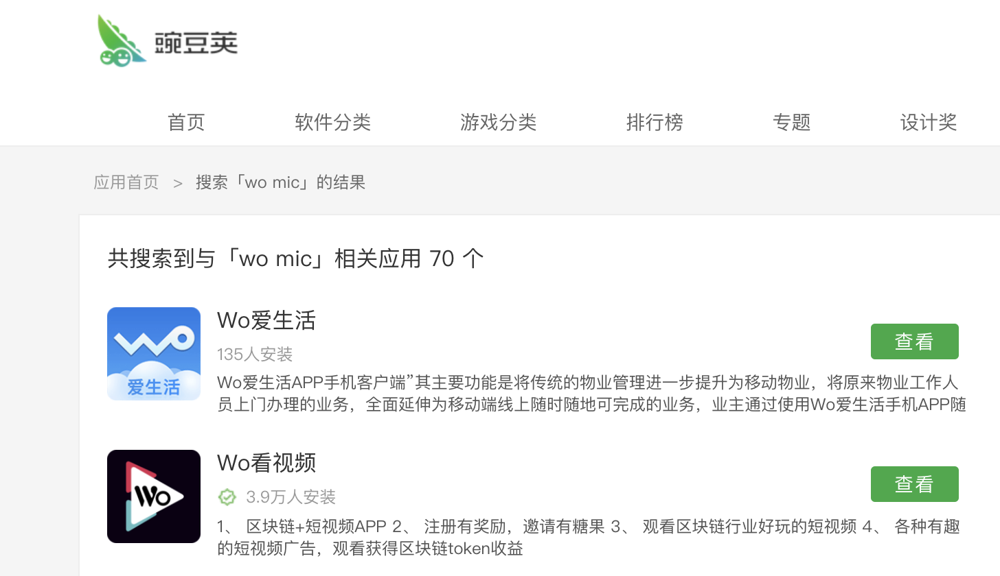 豌豆荚
首页
软件分类
游戏分类
排行榜
专题
设计奖
应用首页 > 搜索「wo mic」的结果
共搜索到与「wo mic」相关应用 70 个
wo
爱生活
Wo爱生活
135人安装
查看
Wo爱生活APP手机客户端”其主要功能是将传统的物业管理进一步提升为移动物业，将原来物业工作人
员上门办理的业务，全面延伸为移动端线上随时随地可完成的业务，业主通过使用Wo爱生活手机APP随
Wo
Wo看视频
3.9万人安装
查看
1、 区块链+短视频APP 2、 注册有奖励，邀请有糖果 3、 观看区块链行业好玩的短视频 4、 各种有趣
的短视频广告，观看获得区块链token收益